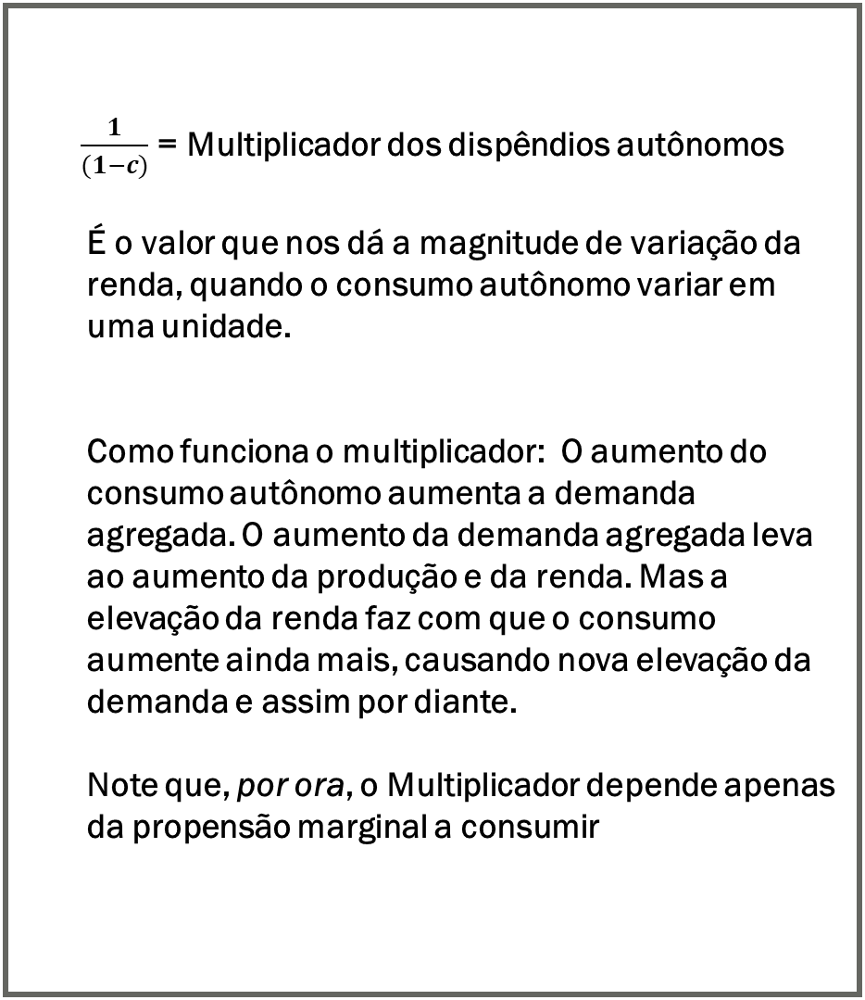 1/(1−c) = Multiplicador dos dispêndios autônomos
É o valor que nos dá a magnitude de variação da
renda, quando o consumo autônomo variar em
uma unidade.
Como funciona o multiplicador: O aumento do
consumo autônomo aumenta a demanda
agregada. O aumento da demanda agregada leva
ao aumento da produção e da renda. Mas a
elevação da renda faz com que o consumo
aumente ainda mais, causando nova elevação da
demanda e assim por diante.
Note que, por ora, o Multiplicador depende apenas
da propensão marginal a consumir